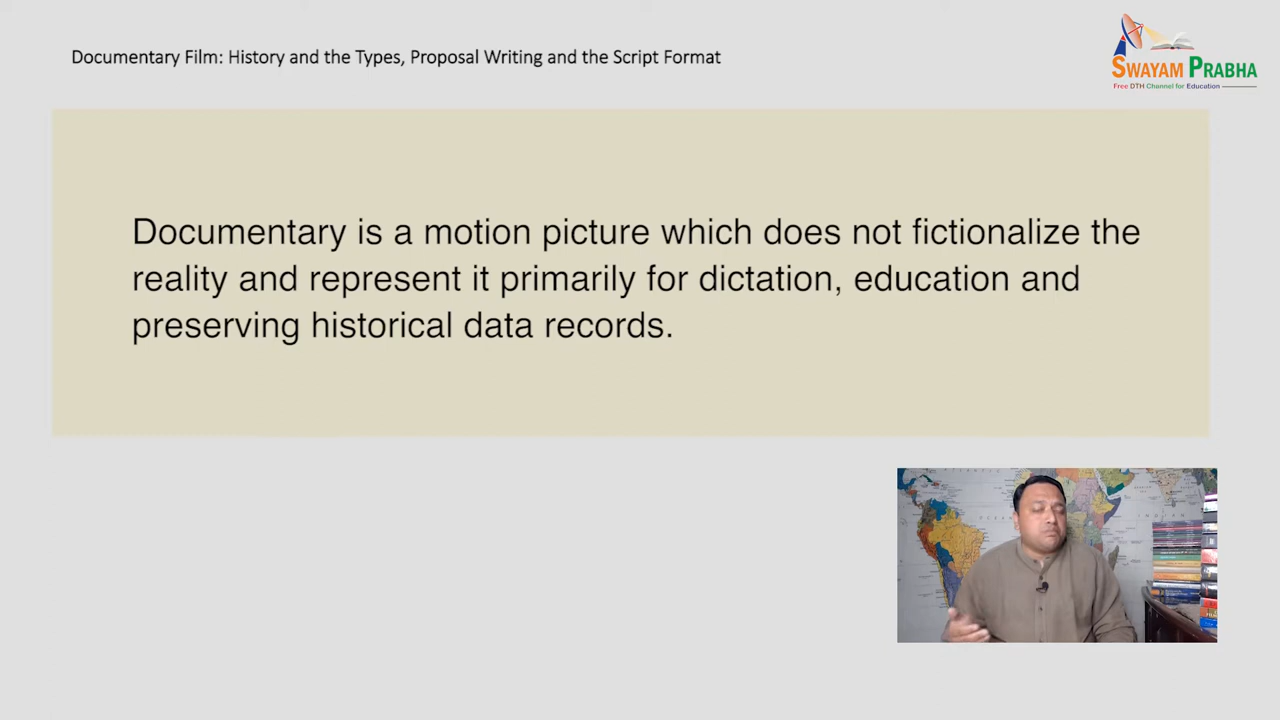 Documentary Film: History and the Types, Proposal Writing and the Script Format
SWAYAM PRABHA
Free DTH Channel for Education
Documentary is a motion picture which does not fictionalize the
reality and represent it primarily for dictation, education and
preserving historical data records.